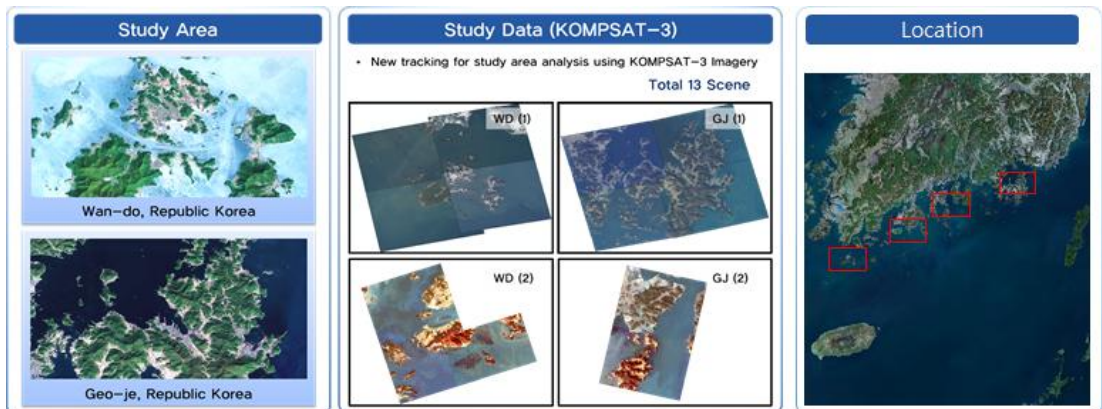 Study Area
Wan-do, Republic Korea
Geo-je, Republic Korea
Study Data (KOMPSAT-3)
• New tracking for study area analysis using KOMPSAT-3 Imagery
Total 13 Scene
WD (1)
GJ (1)
WD (2)
GJ (2)
Location